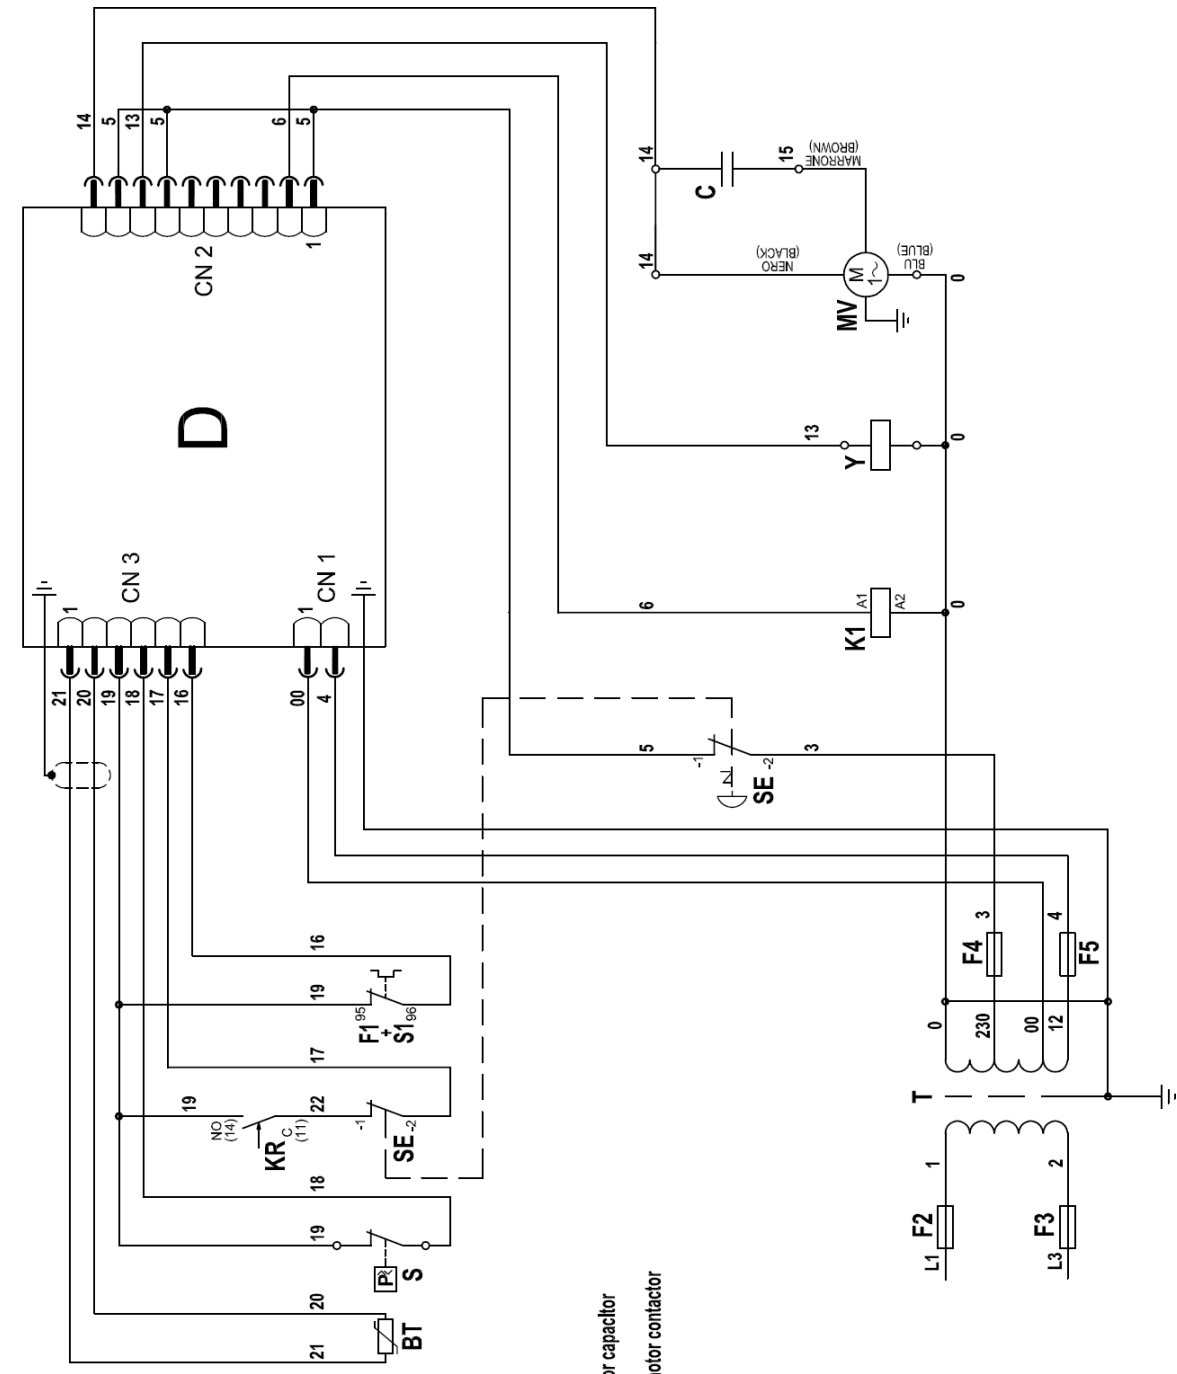 14
5
13
5
6
5
CN 2
1
D
CN 3
1
CN 1
1
21
20
19
18
17
16
00
4
14
C
15
MARRONE
(BROWN)
14
NERO
(BLACK)
M
1~
MV
BLU
(BLUE)
0
13
Y
0
6
A1
A2
K1
0
5
-1
SE
-2
3
16
19
95
F1
+
S1
96
17
19
NO
(14)
KR
C
(11)
22
-1
SE
-2
18
19
P
S
20
21
BT
3
F4
4
F5
0
230
00
12
T
1
2
F2
F3
L1
L3
or capacitor
otor contactor